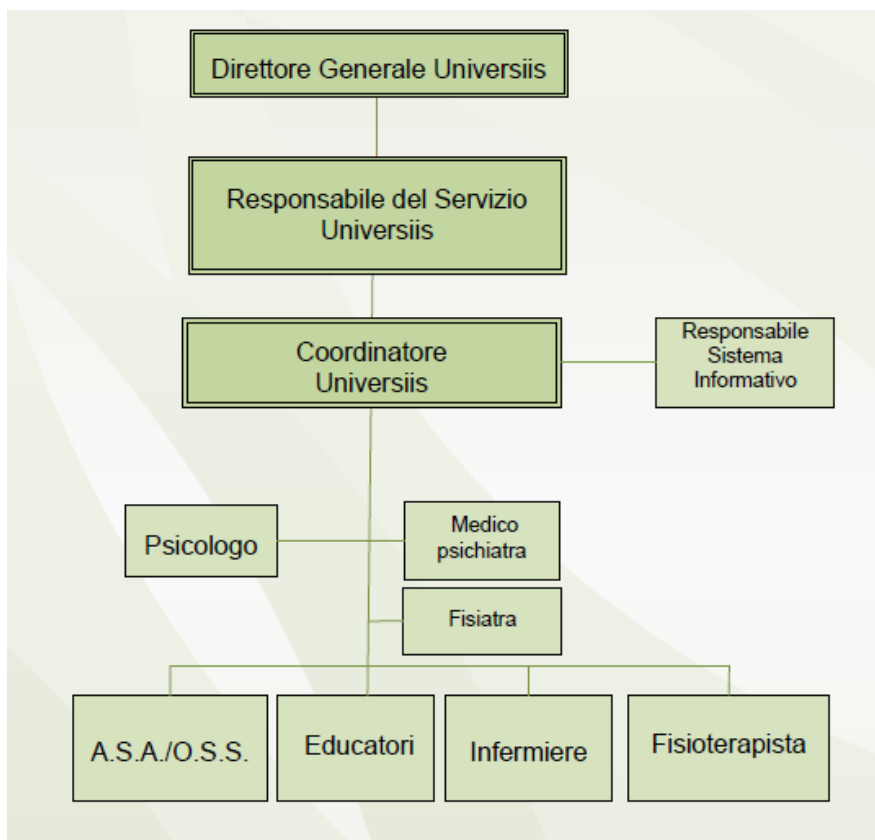 Direttore Generale Universiis
Responsabile del Servizio
Universiis
Coordinatore
Universiis
Responsabile
Sistema
Informativo
Psicologo
Medico
psichiatra
Fisiatra
A.S.A./O.S.S.
Educatori
Infermiere
Fisioterapista